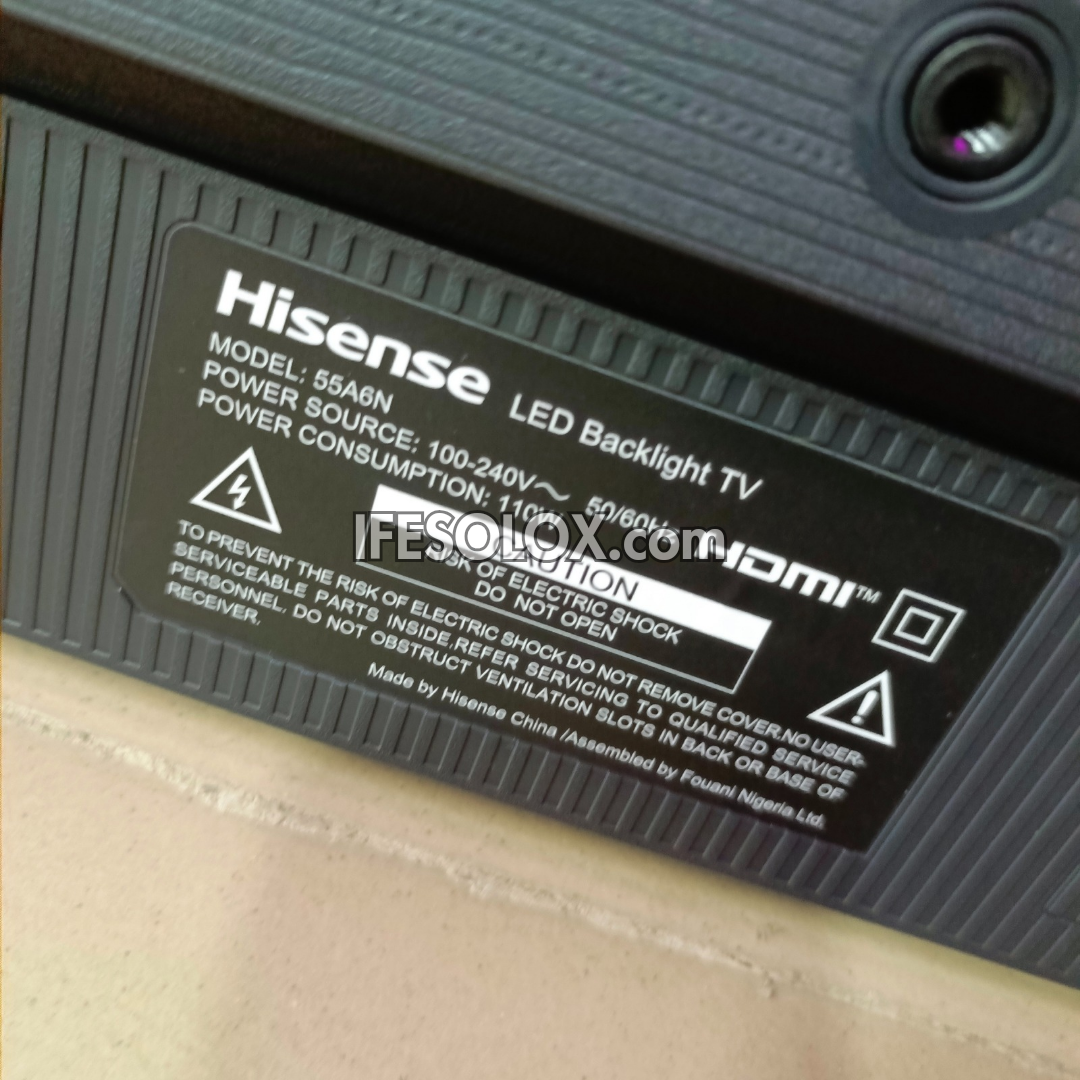 Hisense LED Backlight TV
MODEL: 55A6N
POWER SOURCE: 100-240V～ 50/60Hz
POWER CONSUMPTION: 110W
IFESOLOX.com
HDMI™
CAUTION
RISK OF ELECTRIC SHOCK
DO NOT OPEN
TO PREVENT THE RISK OF ELECTRIC SHOCK DO NOT REMOVE COVER.NO USER-
SERVICEABLE PARTS INSIDE.REFER SERVICING TO QUALIFIED SERVICE
PERSONNEL. DO NOT OBSTRUCT VENTILATION SLOTS IN BACK OR BASE OF
RECEIVER.
Made by Hisense China /Assembled by Fouani Nigeria Ltd.